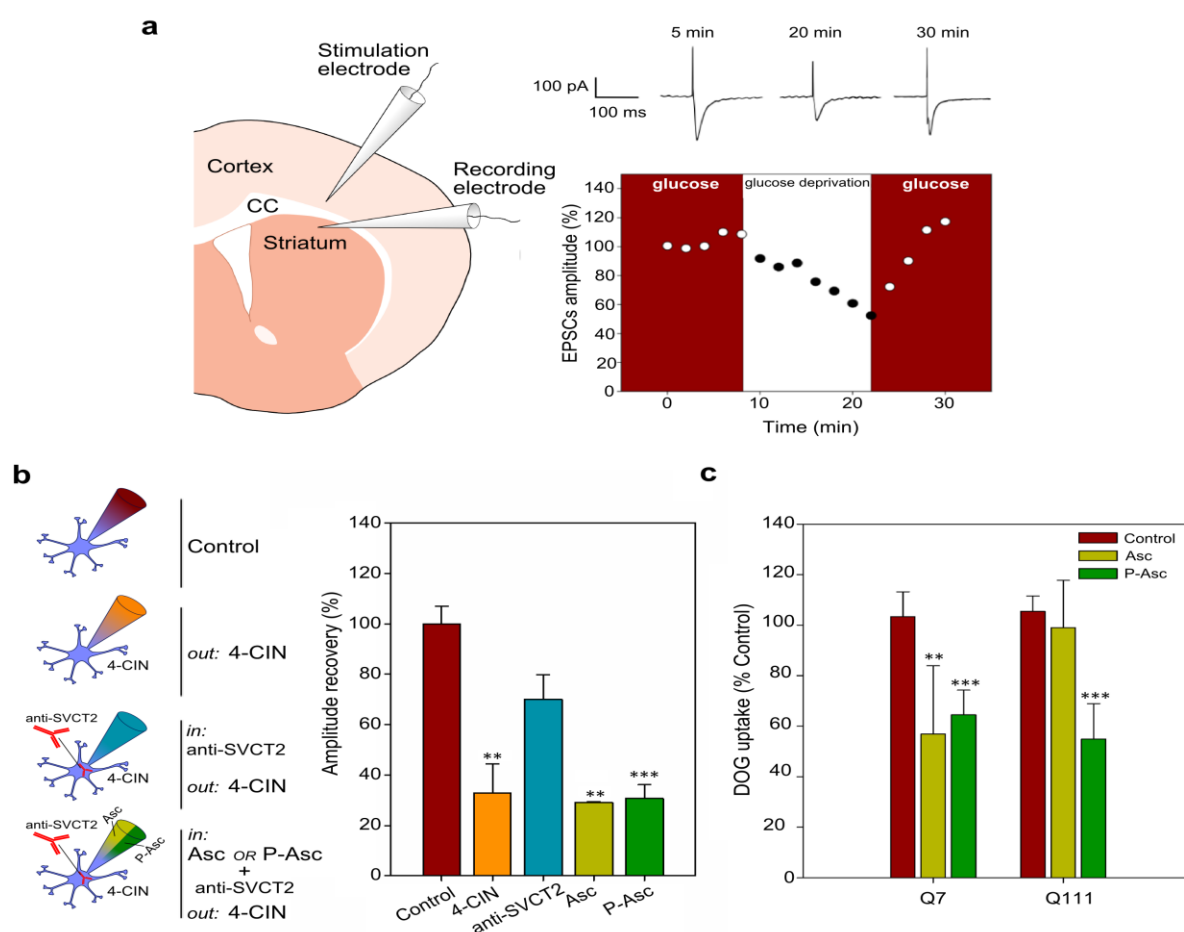 a
Stimulation
electrode
Recording
electrode
Cortex
CC
Striatum
5 min
20 min
30 min
100 pA
100 ms
glucose
glucose deprivation
glucose
EPSCs amplitude (%)
140
120
100
80
60
40
20
0
0
10
20
30
Time (min)
b
Control
4-CIN
out: 4-CIN
anti-SVCT2
4-CIN
in:
anti-SVCT2
out: 4-CIN
anti-SVCT2
Asc
P-Asc
4-CIN
in:
Asc OR P-Asc
+
anti-SVCT2
out: 4-CIN
Amplitude recovery (%)
140
120
100
80
60
40
20
0
**
**
***
Control
4-CIN
anti-SVCT2
Asc
P-Asc
c
DOG uptake (% Control)
140
120
100
80
60
40
20
0
Control
Asc
P-Asc
**
***
***
Q7
Q111